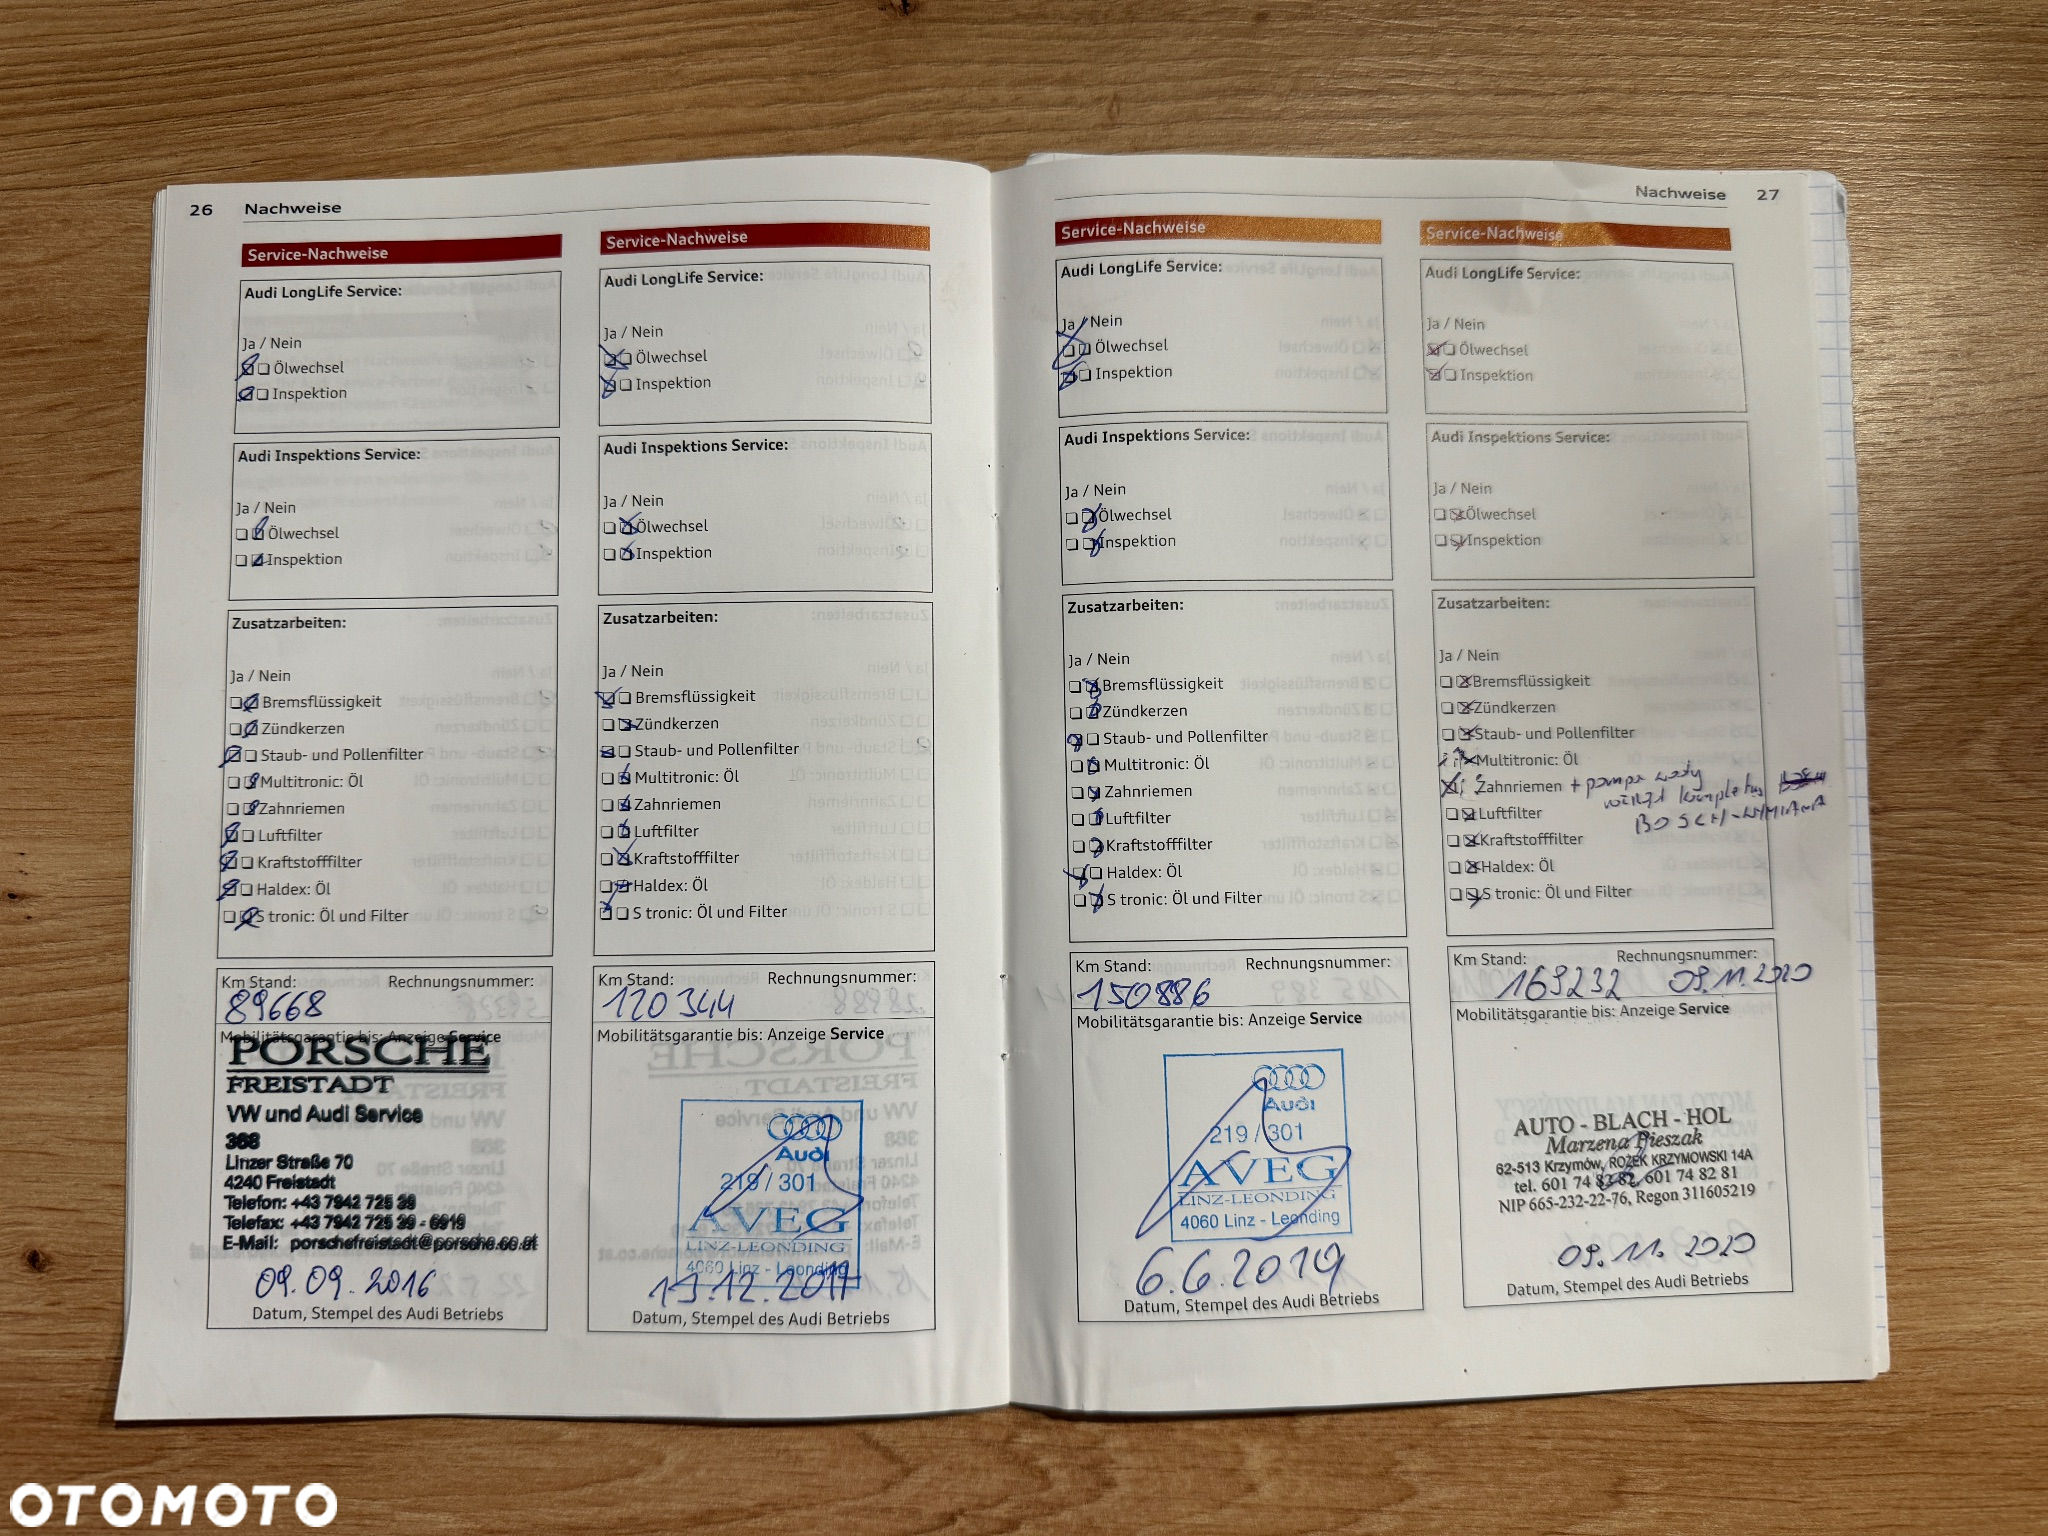 26 Nachweise
Service-Nachweise
Audi LongLife Service:
Ja / Nein
Ölwechsel
Inspektion
Audi Inspektions Service:
Ja / Nein
Ölwechsel
Inspektion
Zusatzarbeiten:
Ja / Nein
Bremsflüssigkeit
Zündkerzen
Staub- und Pollenfilter
Multitronic: Öl
Zahnriemen
Luftfilter
Kraftstofffilter
Haldex: Öl
S tronic: Öl und Filter
Km Stand: Rechnungsnummer:
89668
Mobilitätsgarantie bis: Anzeige Service
PORSCHE
FREISTADT
VW und Audi Service
368
Linzer Straße 70
4240 Freistadt
Telefon: +43 7942 725 39
Telefax: +43 7942 725 39 - 6919
E-Mail: porschefreistadt@porsche.co.at
09.09.2016
Datum, Stempel des Audi Betriebs
Service-Nachweise
Audi LongLife Service:
Ja / Nein
Ölwechsel
Inspektion
Audi Inspektions Service:
Ja / Nein
Ölwechsel
Inspektion
Zusatzarbeiten:
Ja / Nein
Bremsflüssigkeit
Zündkerzen
Staub- und Pollenfilter
Multitronic: Öl
Zahnriemen
Luftfilter
Kraftstofffilter
Haldex: Öl
S tronic: Öl und Filter
Km Stand: Rechnungsnummer:
120344
Mobilitätsgarantie bis: Anzeige Service
Audi
219 / 301
AVEG
LINZ-LEONDING
4060 Linz - Leonding
13.12.2017
Datum, Stempel des Audi Betriebs
Nachweise 27
Service-Nachweise
Audi LongLife Service:
Ja / Nein
Ölwechsel
Inspektion
Audi Inspektions Service:
Ja / Nein
Ölwechsel
Inspektion
Zusatzarbeiten:
Ja / Nein
Bremsflüssigkeit
Zündkerzen
Staub- und Pollenfilter
Multitronic: Öl
Zahnriemen
Luftfilter
Kraftstofffilter
Haldex: Öl
S tronic: Öl und Filter
Km Stand: Rechnungsnummer:
150886
Mobilitätsgarantie bis: Anzeige Service
Audi
219 / 301
AVEG
LINZ-LEONDING
4060 Linz - Leonding
6.6.2019
Datum, Stempel des Audi Betriebs
Service-Nachweise
Audi LongLife Service:
Ja / Nein
Ölwechsel
Inspektion
Audi Inspektions Service:
Ja / Nein
Ölwechsel
Inspektion
Zusatzarbeiten:
Ja / Nein
Bremsflüssigkeit
Zündkerzen
Staub- und Pollenfilter
Multitronic: Öl
Zahnriemen + pompa wody
komplet
BOSCH - WYMIANA
Luftfilter
Kraftstofffilter
Haldex: Öl
S tronic: Öl und Filter
Km Stand: Rechnungsnummer:
169232 09.11.2020
Mobilitätsgarantie bis: Anzeige Service
AUTO - BLACH - HOL
Marzena Pieszak
62-513 Krzymów, ROŻEK KRZYMOWSKI 14A
tel. 601 74 82 82, 601 74 82 81
NIP 665-232-22-76, Regon 311605219
09.11.2020
Datum, Stempel des Audi Betriebs
OTOMOTO